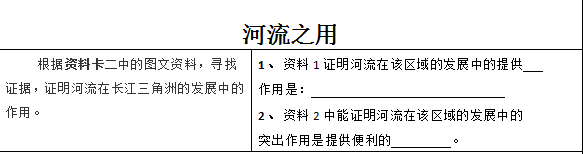 河流之用
根据资料卡二中的图文资料，寻找
证据，证明河流在长江三角洲的发展中的
作用。
1、资料1证明河流在该区域的发展中的提供___
作用是：____________________________
2、资料2中能证明河流在该区域的发展中的
突出作用是提供便利的_________。